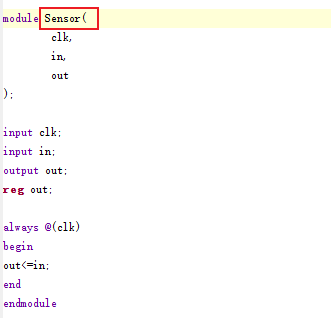 module Sensor(
clk,
in,
out
);
input clk;
input in;
output out;
reg out;
always @(clk)
begin
out<=in;
end
endmodule